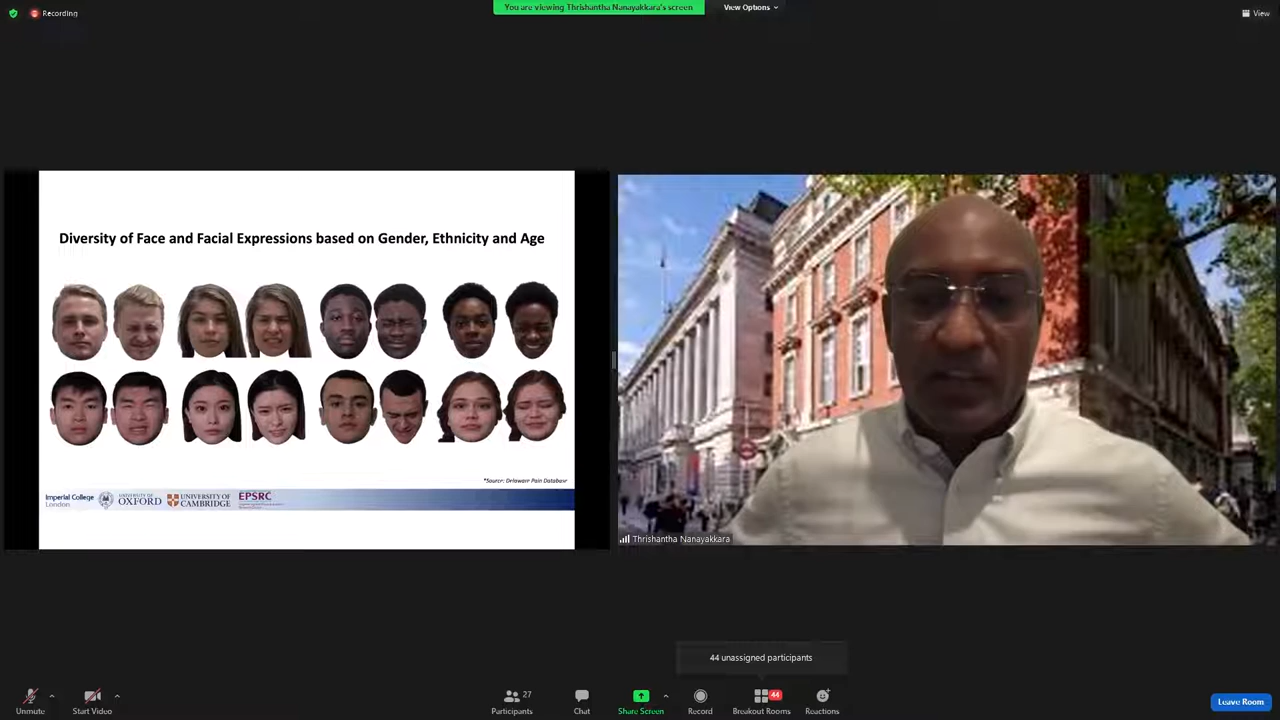 Recording
You are viewing Thrishantha Nanayakkara's screen
View Options
View
Diversity of Face and Facial Expressions based on Gender, Ethnicity and Age
*Source: Delaware Pain Database
Imperial College
London
UNIVERSITY OF
OXFORD
UNIVERSITY OF
CAMBRIDGE
EPSRC
Thrishantha Nanayakkara
44 unassigned participants
Unmute
Start Video
27
Participants
Chat
Share Screen
Record
44
Breakout Rooms
Reactions
Leave Room